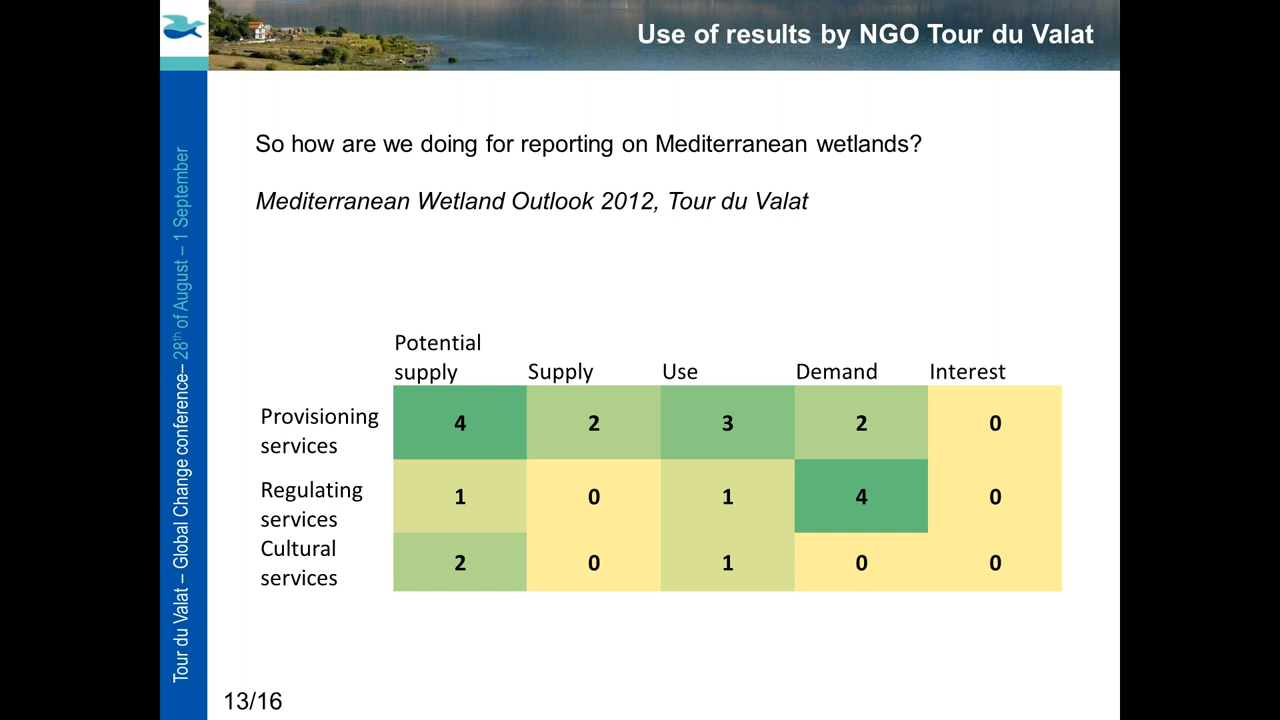 Use of results by NGO Tour du Valat
So how are we doing for reporting on Mediterranean wetlands?
Mediterranean Wetland Outlook 2012, Tour du Valat
Potential
supply Supply Use Demand Interest
Provisioning
services 4 2 3 2 0
Regulating
services 1 0 1 4 0
Cultural
services 2 0 1 0 0
Tour du Valat – Global Change conference– 28th of August – 1 September
13/16